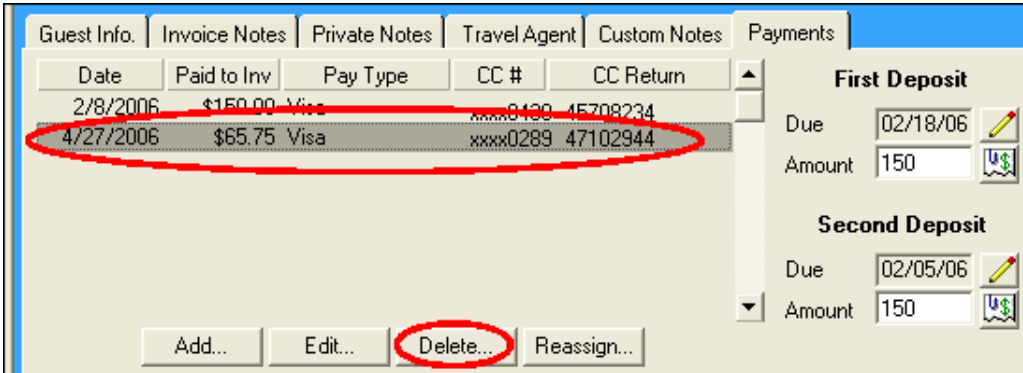 Guest Info. Invoice Notes Private Notes Travel Agent Custom Notes Payments
Date Paid to Inv Pay Type CC # CC Return
2/8/2006 $150.00 Visa 45708234
4/27/2006 $65.75 Visa xxxx0289 47102944
First Deposit
Due 02/18/06
Amount 150
Second Deposit
Due 02/05/06
Amount 150
Add... Edit... Delete... Reassign...